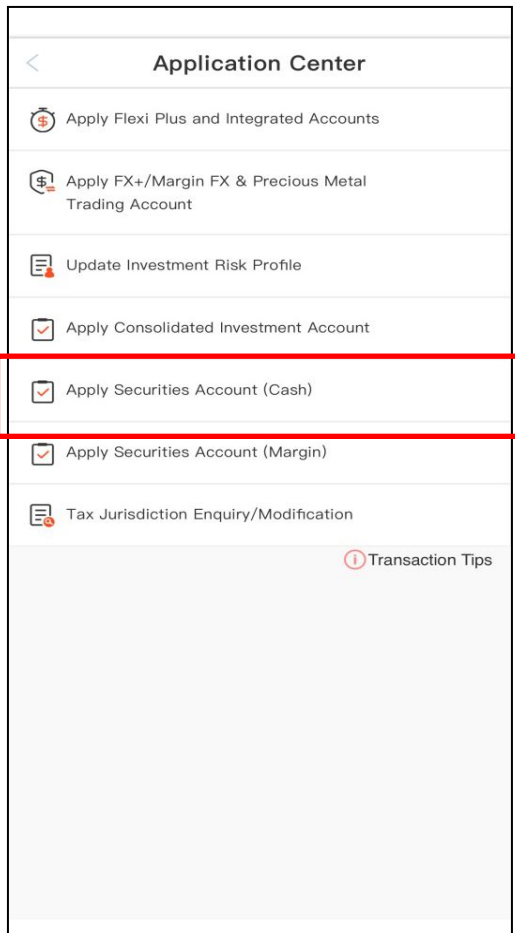 Application Center
Apply Flexi Plus and Integrated Accounts
Apply FX+/Margin FX & Precious Metal
Trading Account
Update Investment Risk Profile
Apply Consolidated Investment Account
Apply Securities Account (Cash)
Apply Securities Account (Margin)
Tax Jurisdiction Enquiry/Modification
Transaction Tips